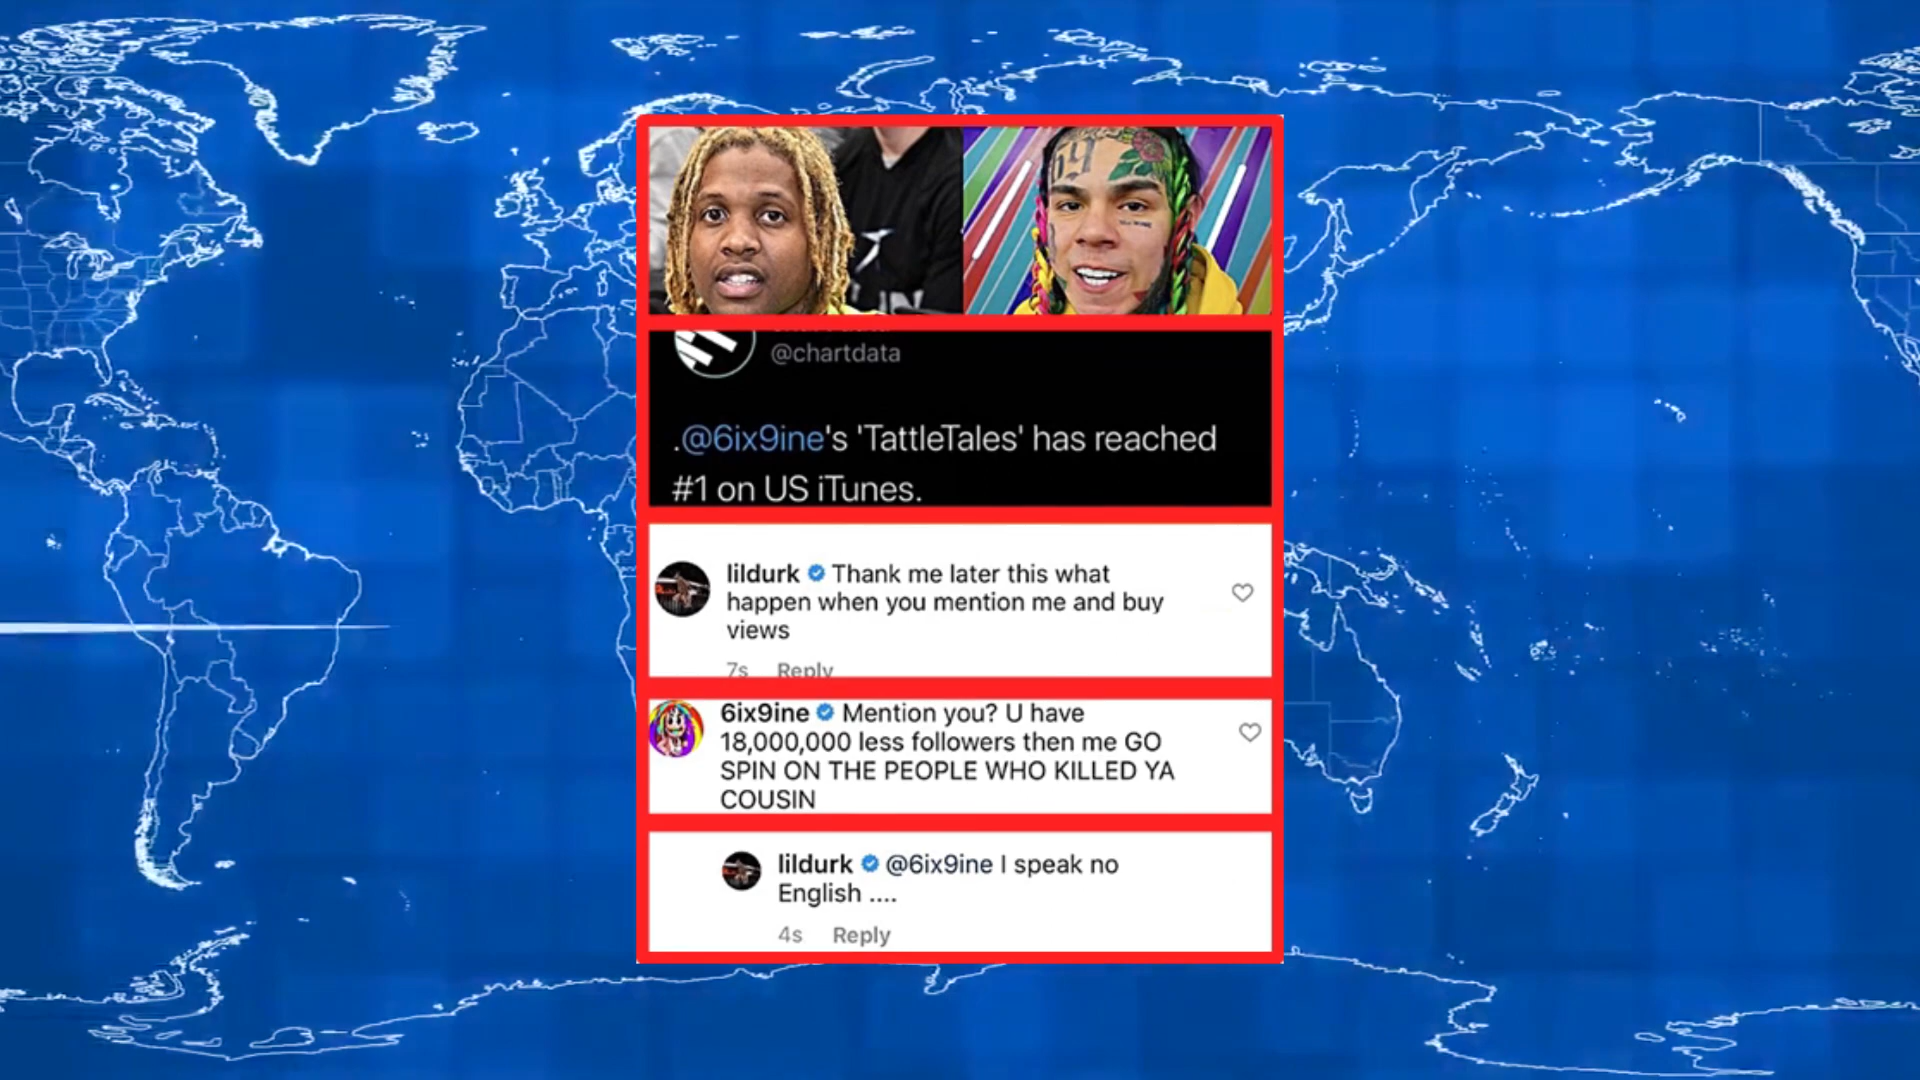 69
@chartdata
.@6ix9ine's 'TattleTales' has reached
#1 on US iTunes.
lildurk Thank me later this what
happen when you mention me and buy
views
7s Reply
6ix9ine Mention you? U have
18,000,000 less followers then me GO
SPIN ON THE PEOPLE WHO KILLED YA
COUSIN
lildurk @6ix9ine I speak no
English ....
4s Reply